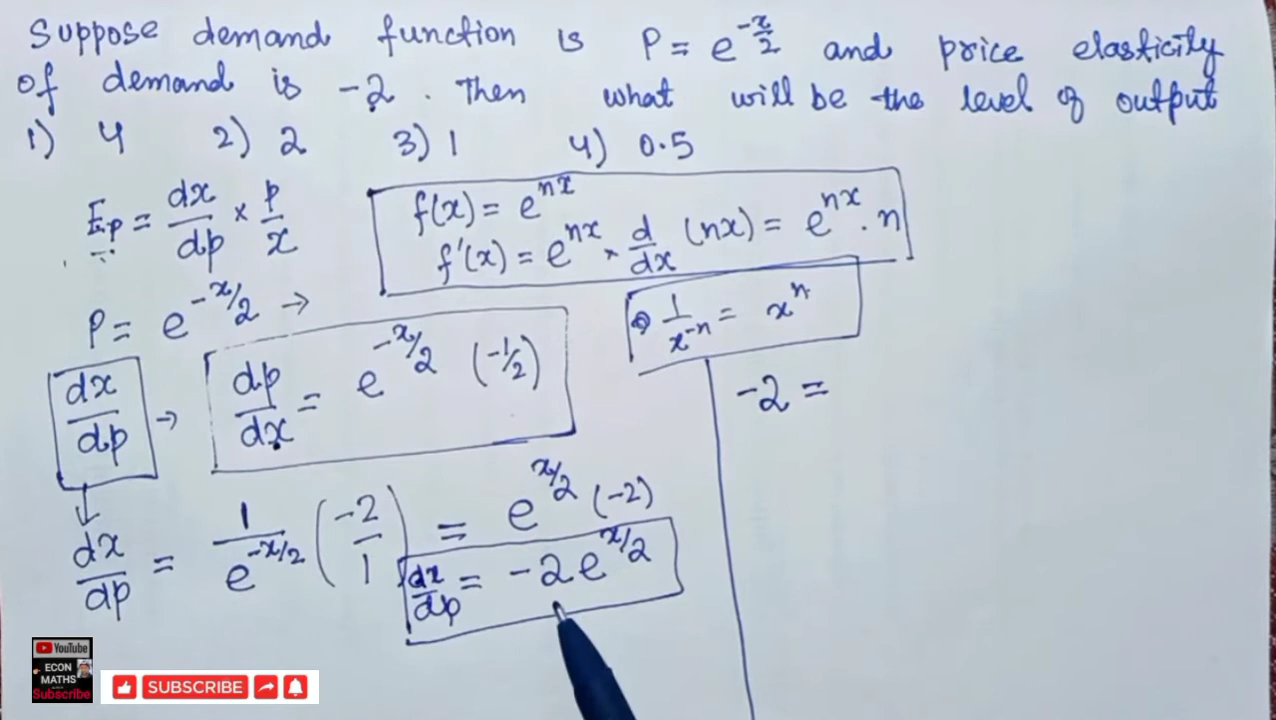 Suppose demand function is P = e^{-x/2} and price elasticity
of demand is -2. Then what will be the level of output
1) 4 2) 2 3) 1 4) 0.5
Ep = dx/dp × p/x
f(x) = e^{nx}
f'(x) = e^{nx} × d/dx (nx) = e^{nx} . n
P = e^{-x/2} →
1/x^{-n} = x^n
dx/dp → dp/dx = e^{-x/2} (-1/2)
-2 =
dx/dp = 1/e^{-x/2} (-2/1) = e^{x/2} (-2)
dx/dp = -2e^{x/2}
YouTube
ECON
MATHS
Subscribe
SUBSCRIBE